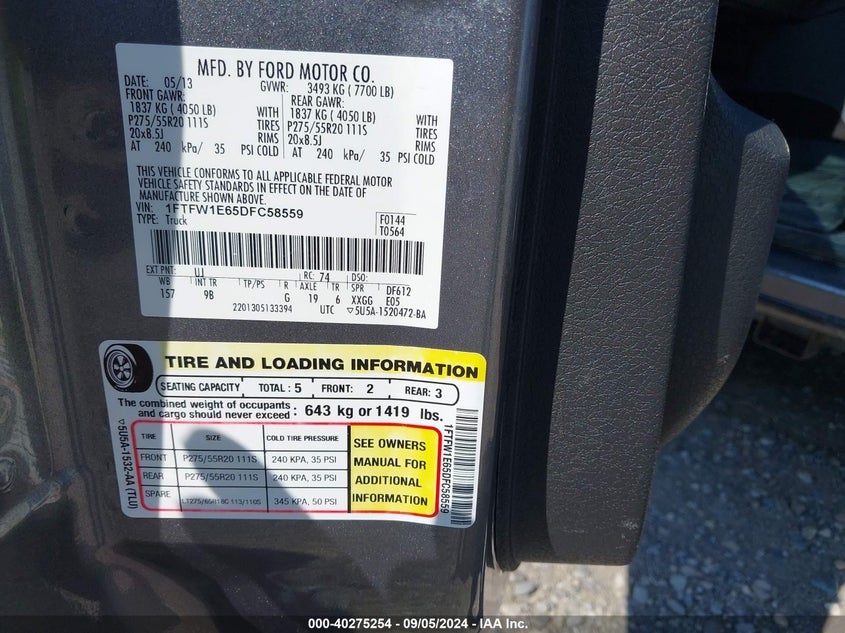 MFD. BY FORD MOTOR CO.
DATE: 05/13 GVWR: 3493 KG ( 7700 LB)
FRONT GAWR: REAR GAWR:
1837 KG ( 4050 LB) WITH 1837 KG ( 4050 LB) WITH
P275/55R20 111S TIRES P275/55R20 111S TIRES
20x8.5J RIMS 20x8.5J RIMS
AT 240 kPa/ 35 PSI COLD AT 240 kPa/ 35 PSI COLD
THIS VEHICLE CONFORMS TO ALL APPLICABLE FEDERAL MOTOR
VEHICLE SAFETY STANDARDS IN EFFECT ON THE DATE OF
MANUFACTURE SHOWN ABOVE.
VIN: 1FTFW1E65DFC58559 F0144
TYPE: Truck T0564
EXT PNT: UJ RC: 74 DSO:
WB INT TR TP/PS R AXLE TR SPR DF612
157 9B G 19 6 XXGG E05
2201305133394 UTC ▽5U5A-1520472-BA
TIRE AND LOADING INFORMATION
SEATING CAPACITY TOTAL : 5 FRONT: 2 REAR: 3
The combined weight of occupants
and cargo should never exceed : 643 kg or 1419 lbs.
TIRE SIZE COLD TIRE PRESSURE
FRONT P275/55R20 111S 240 KPA, 35 PSI
REAR P275/55R20 111S 240 KPA, 35 PSI
SPARE LT275/65R18C 113/110S 345 KPA, 50 PSI
SEE OWNERS
MANUAL FOR
ADDITIONAL
INFORMATION
▽5U5A-1532-AA (TLU)
1FTFW1E65DFC58559
000-40275254 - 09/05/2024 - IAA Inc.